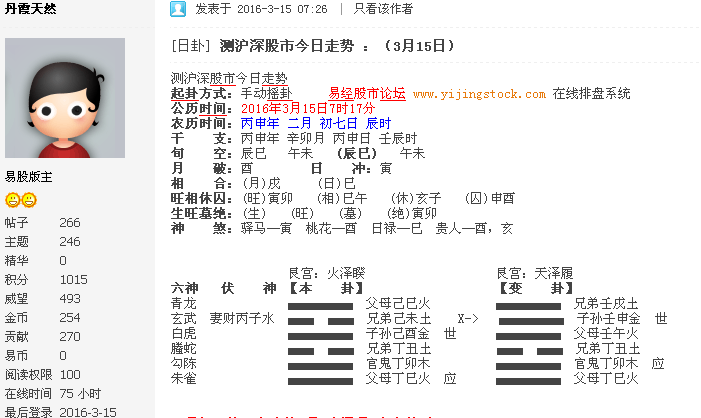 丹霞天然
发表于 2016-3-15 07:26 | 只看该作者
[日卦] 测沪深股市今日走势 ：（3月15日）
易股版主
帖子 266
主题 246
精华 0
积分 1015
威望 493
金币 254
贡献 270
易币 0
阅读权限 100
在线时间 75 小时
最后登录 2016-3-15
测沪深股市今日走势
起卦方式：手动摇卦 易经股市论坛 www.yijingstock.com 在线排盘系统
公历时间：2016年3月15日7时17分
农历时间：丙申年 二月 初七日 辰时
干 支：丙申年 辛卯月 丙申日 壬辰时
旬 空：辰巳 午未 （辰巳） 午未
月 破：酉 日 冲：寅
相 合：(月)戌 (日)巳
旺相休囚：(旺)寅卯 (相)巳午 (休)亥子 (囚)申酉
生旺墓绝：(生) (旺) (墓) (绝)寅卯
神 煞：驿马—寅 桃花—酉 日禄—巳 贵人—酉，亥
艮宫：火泽睽 艮宫：天泽履
六神 伏 神 【本 卦】 【变 卦】
青龙 父母己巳火 兄弟壬戌土
玄武 妻财丙子水 兄弟己未土 X-> 子孙壬申金 世
白虎 子孙己酉金 世 父母壬午火
螣蛇 兄弟丁丑土 兄弟丁丑土
勾陈 官鬼丁卯木 官鬼丁卯木 应
朱雀 父母丁巳火 应 父母丁巳火